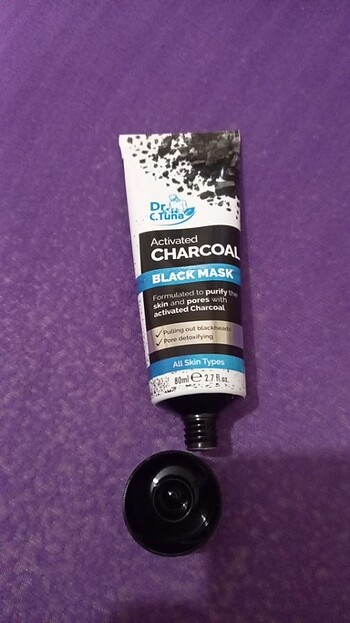 Dr.
C.Tuna
Activated
CHARCOAL
BLACK MASK
Formulated to purify the
skin and pores with
activated Charcoal
Pulling out blackheads
Pore detoxifying
All Skin Types
80ml e 2.7 fl.oz.